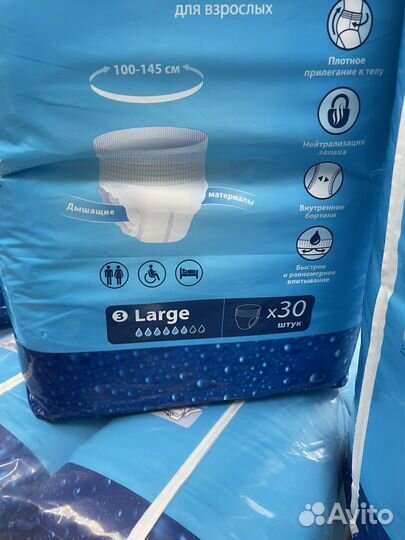 для взрослых
100-145 см
Плотное
прилегание к телу
Нейтрализация
запаха
Дышащие
материалы
Внутренние
бортики
Быстрое
и равномерное
впитывание
3 Large
x30
штук
Avito